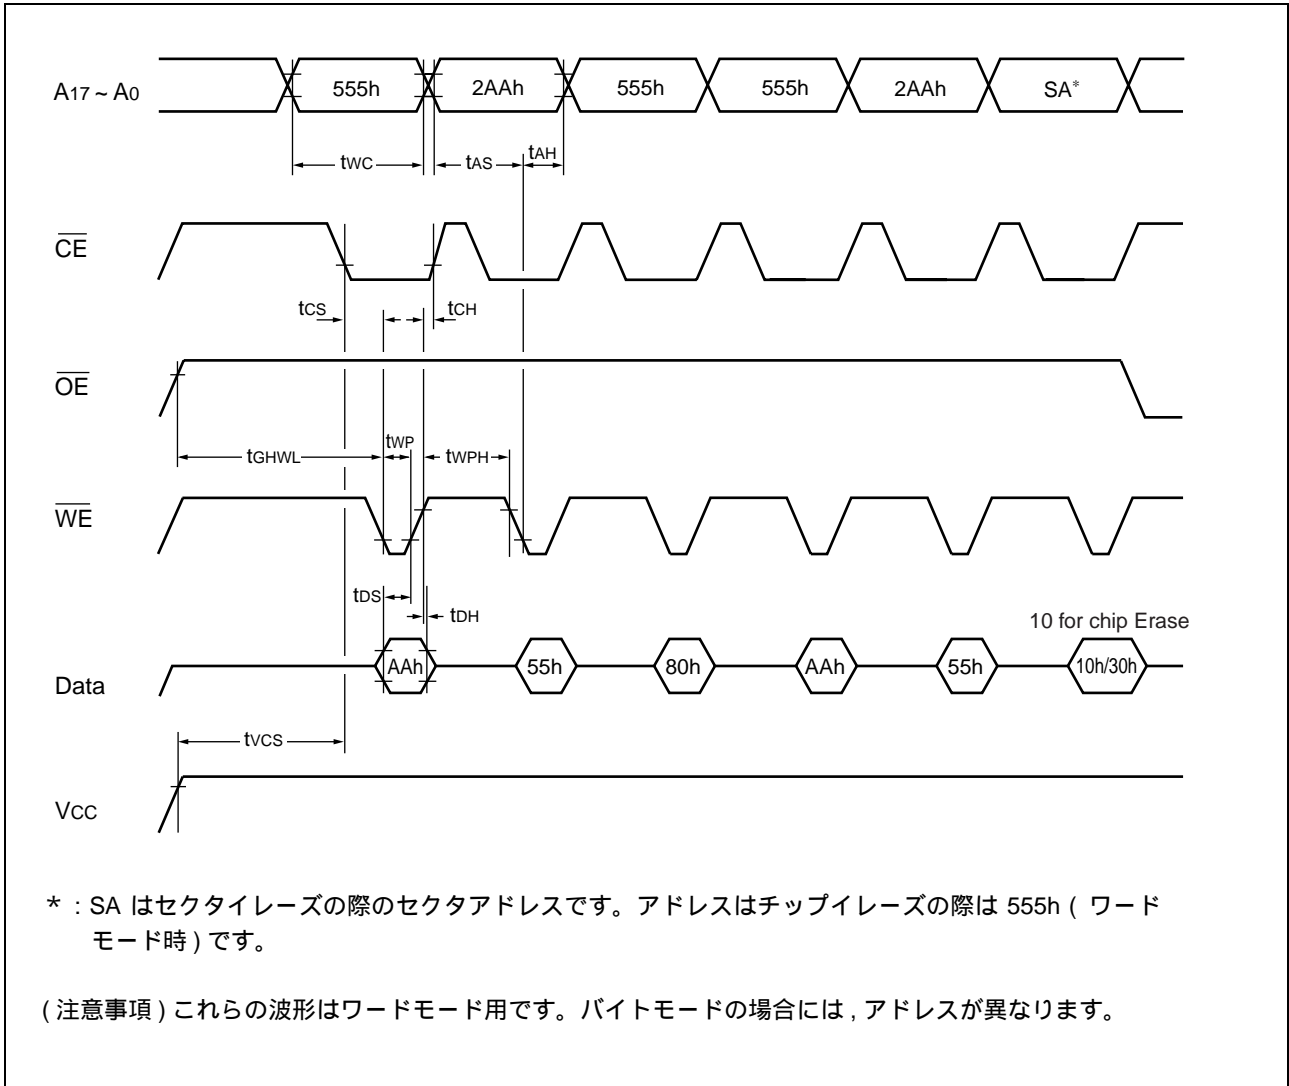 A17 ~ A0 555h 2AAh 555h 555h 2AAh SA*
tWC tAS tAH
CE
tCS tCH
OE
tGHWL tWP tWPH
WE
tDS tDH
10 for chip Erase
Data AAh 55h 80h AAh 55h 10h/30h
tVCS
VCC
* : SA はセクタイレーズの際のセクタアドレスです。アドレスはチップイレーズの際は 555h ( ワード
モード時 ) です。
( 注意事項 ) これらの波形はワードモード用です。バイトモードの場合には , アドレスが異なります。